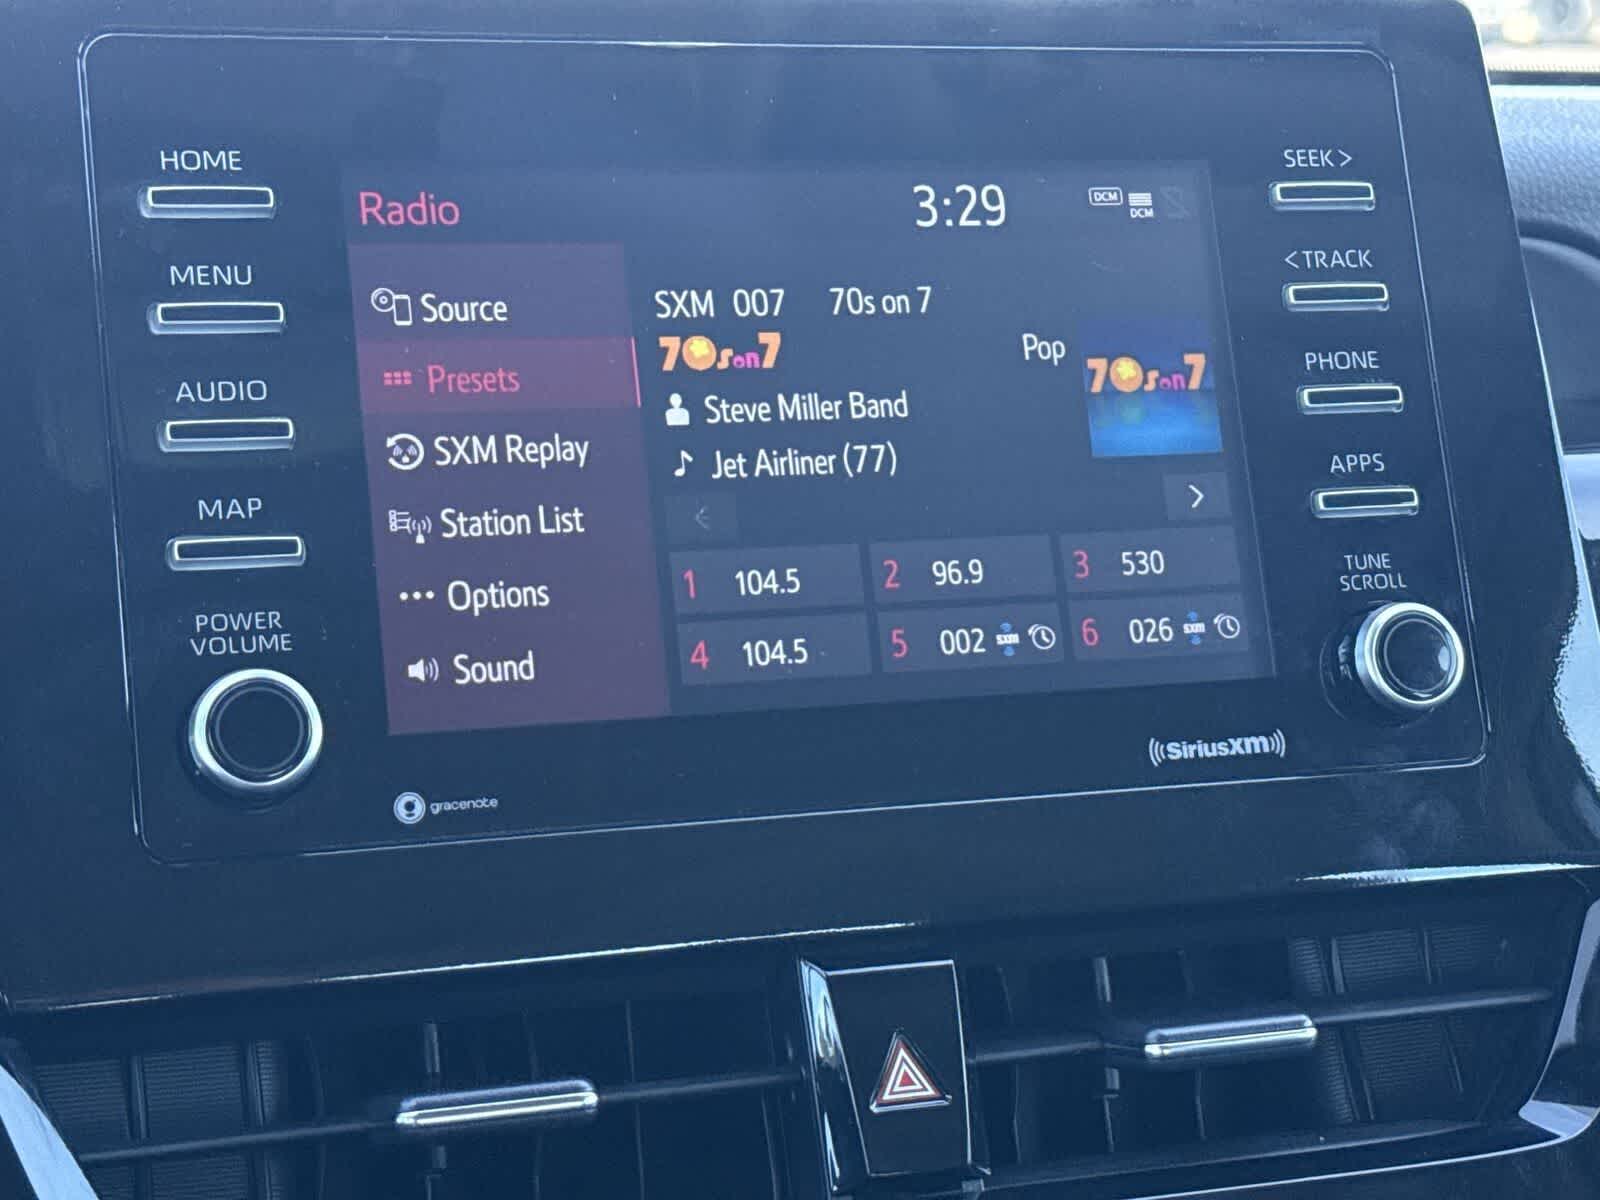 HOME
MENU
AUDIO
MAP
POWER
VOLUME
Radio
3:29
DCM
DCM
Source
Presets
SXM Replay
Station List
Options
Sound
SXM 007 70s on 7
70s on 7
Pop
70s on 7
Steve Miller Band
Jet Airliner (77)
1 104.5
2 96.9
3 530
4 104.5
5 002 sxm
6 026 sxm
SEEK >
< TRACK
PHONE
APPS
TUNE
SCROLL
gracenote
((SiriusXM))